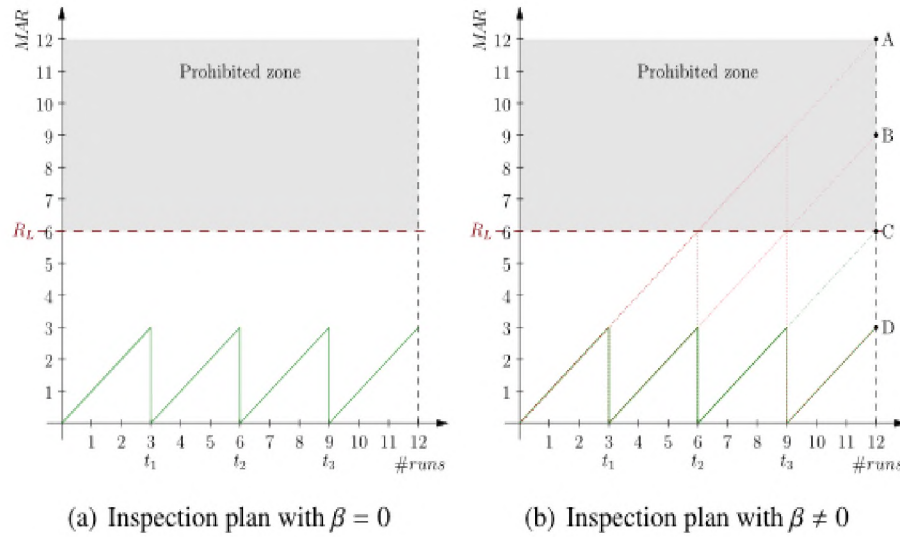 MAR
12
11
10
9
8
7
R_L
6
5
4
3
2
1
Prohibited zone
1 2 3 4 5 6 7 8 9 10 11 12
t_1 t_2 t_3 #runs
(a) Inspection plan with β = 0
MAR
12
11
10
9
8
7
R_L
6
5
4
3
2
1
Prohibited zone
A
B
C
D
1 2 3 4 5 6 7 8 9 10 11 12
t_1 t_2 t_3 #runs
(b) Inspection plan with β ≠ 0